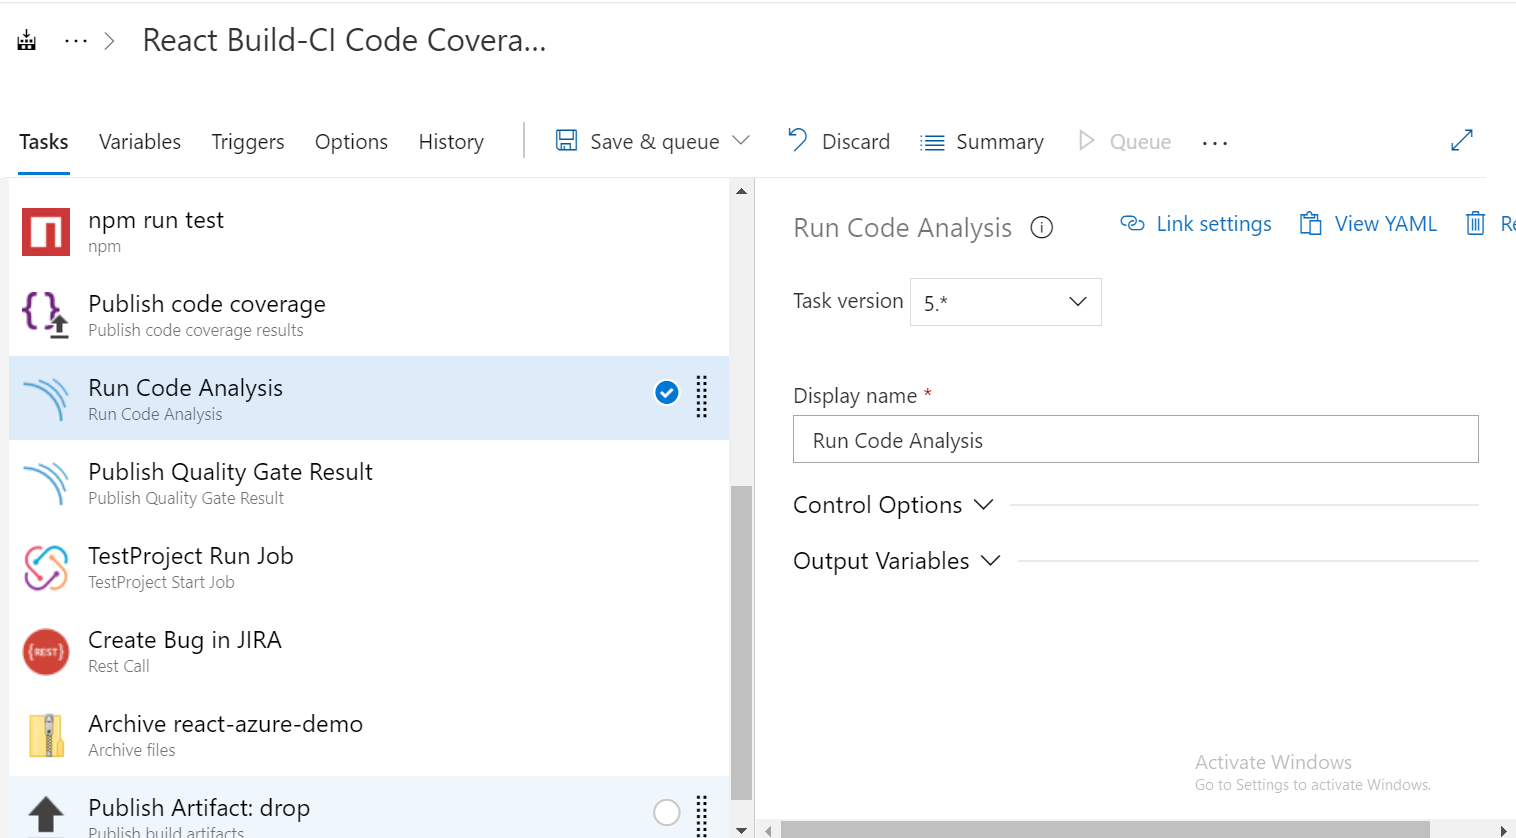 ... > React Build-CI Code Covera...
Tasks Variables Triggers Options History Save & queue Discard Summary Queue ...
npm run test
npm
Publish code coverage
Publish code coverage results
Run Code Analysis
Run Code Analysis
Publish Quality Gate Result
Publish Quality Gate Result
TestProject Run Job
TestProject Start Job
Create Bug in JIRA
{REST}
Rest Call
Archive react-azure-demo
Archive files
Publish Artifact: drop
Publish build artifacts
Run Code Analysis Link settings View YAML Re
Task version 5.*
Display name *
Run Code Analysis
Control Options
Output Variables
Activate Windows
Go to Settings to activate Windows.